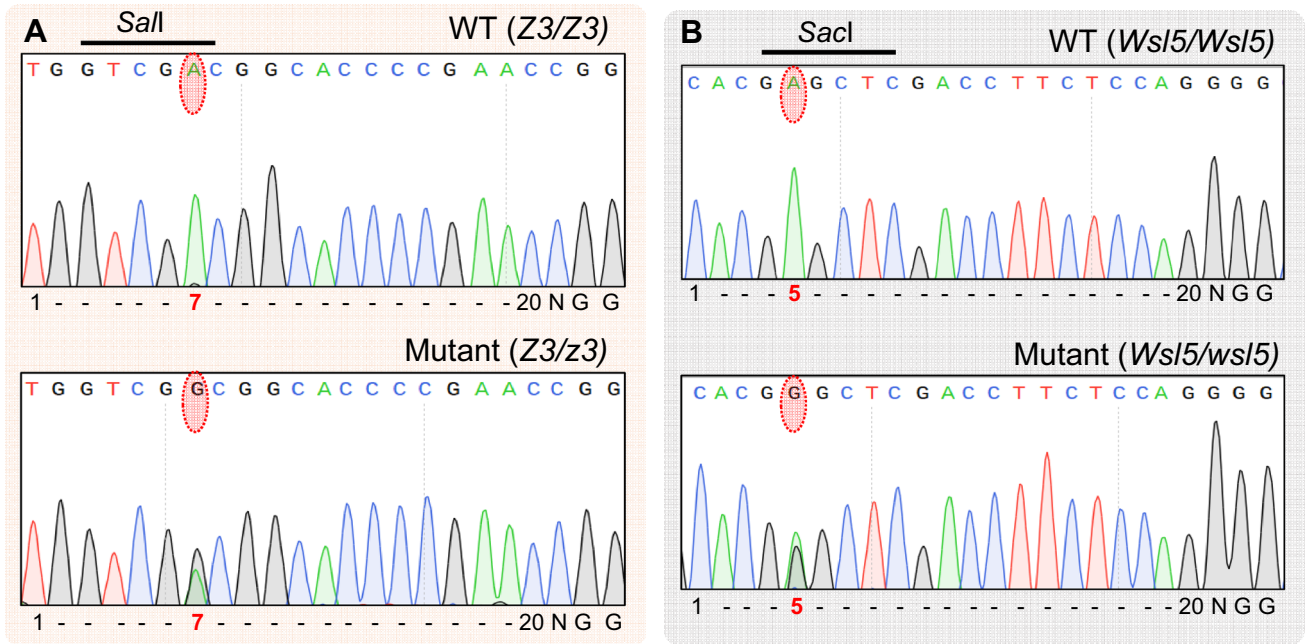 A
SalI
WT (Z3/Z3)
T G G T C G A C G G C A C C C C G A A C C G G
1 - - - - - 7 - - - - - - - - - - - - 20 N G G
Mutant (Z3/z3)
T G G T C G G C G G C A C C C C G A A C C G G
1 - - - - - 7 - - - - - - - - - - - - 20 N G G
B
SacI
WT (Wsl5/Wsl5)
C A C G A G C T C G A C C T T C T C C A G G G G
1 - - - 5 - - - - - - - - - - - - - - 20 N G G
Mutant (Wsl5/wsl5)
C A C G G G C T C G A C C T T C T C C A G G G G
1 - - - 5 - - - - - - - - - - - - - - 20 N G G